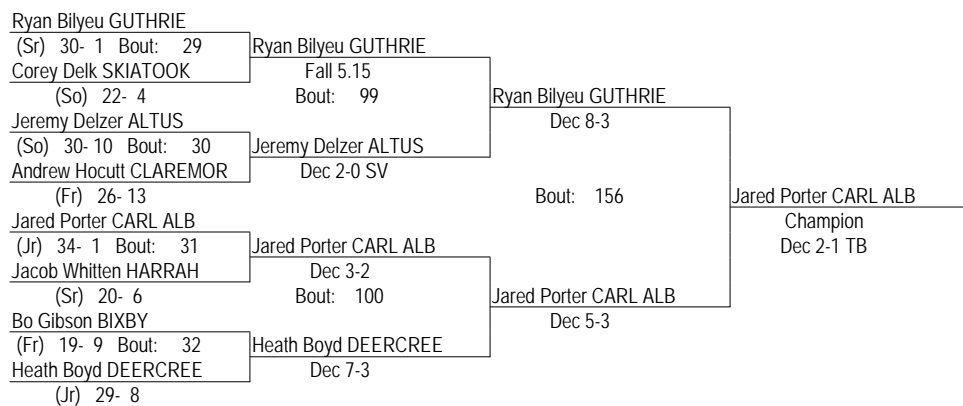 Ryan Bilyeu GUTHRIE
(Sr) 30- 1 Bout: 29
Corey Delk SKIATOOK
(So) 22- 4
Jeremy Delzer ALTUS
(So) 30- 10 Bout: 30
Andrew Hocutt CLAREMOR
(Fr) 26- 13
Jared Porter CARL ALB
(Jr) 34- 1 Bout: 31
Jacob Whitten HARRAH
(Sr) 20- 6
Bo Gibson BIXBY
(Fr) 19- 9 Bout: 32
Heath Boyd DEERCREE
(Jr) 29- 8
Ryan Bilyeu GUTHRIE
Fall 5.15
Bout: 99
Jeremy Delzer ALTUS
Dec 2-0 SV
Jared Porter CARL ALB
Dec 3-2
Bout: 100
Heath Boyd DEERCREE
Dec 7-3
Ryan Bilyeu GUTHRIE
Dec 8-3
Bout: 156
Jared Porter CARL ALB
Dec 5-3
Jared Porter CARL ALB
Champion
Dec 2-1 TB